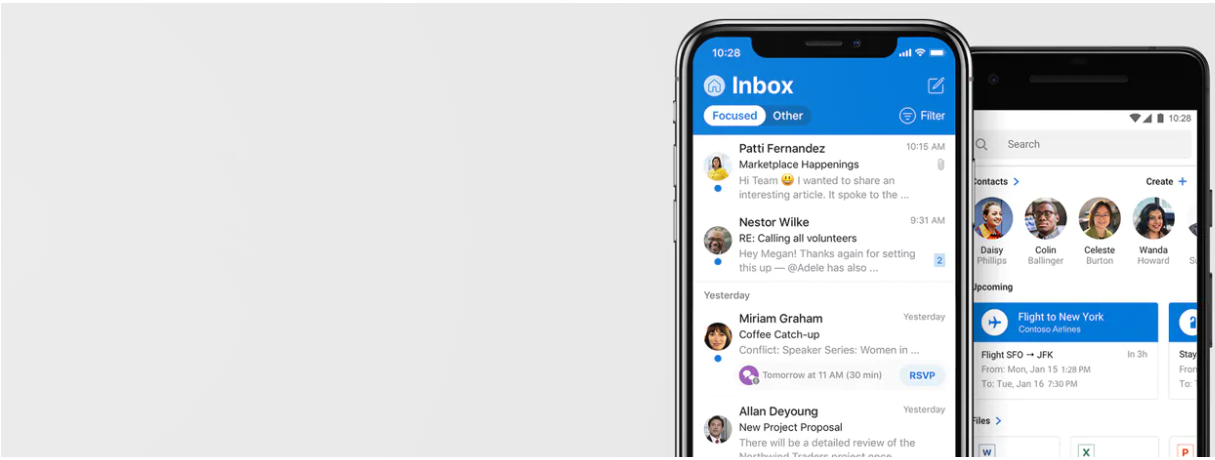 10:28
Inbox
Focused
Other
Filter
Patti Fernandez
10:15 AM
Marketplace Happenings
Hi Team 😃 I wanted to share an
interesting article. It spoke to the ...
Nestor Wilke
9:31 AM
RE: Calling all volunteers
Hey Megan! Thanks again for setting
this up — @Adele has also ...
2
Yesterday
Miriam Graham
Yesterday
Coffee Catch-up
Conflict: Speaker Series: Women in ...
Tomorrow at 11 AM (30 min)
RSVP
Allan Deyoung
Yesterday
New Project Proposal
There will be a detailed review of the
Northwind Traders project once
10:28
Search
Contacts
Create +
Daisy
Phillips
Colin
Ballinger
Celeste
Burton
Wanda
Howard
Upcoming
Flight to New York
Contoso Airlines
Flight SFO → JFK
In 3h
From: Mon, Jan 15 1:28 PM
To: Tue, Jan 16 7:30 PM
Stay
From
To:
Files
W
X
P